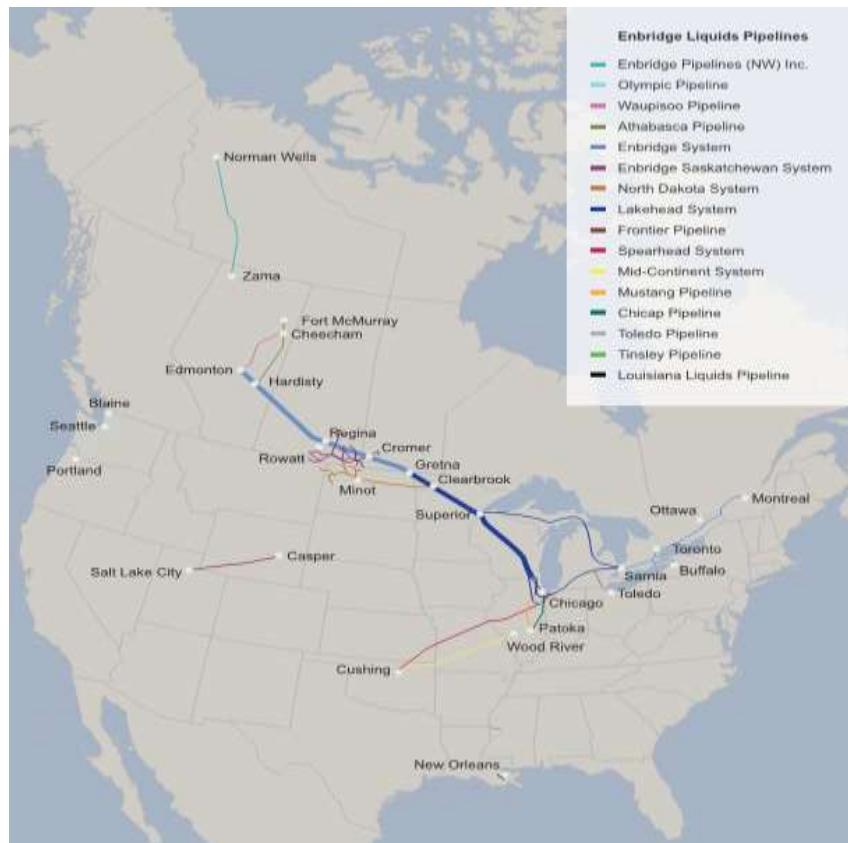 Enbridge Liquids Pipelines
Enbridge Pipelines (NW) Inc.
Olympic Pipeline
Waupisoo Pipeline
Athabasca Pipeline
Enbridge System
Enbridge Saskatchewan System
North Dakota System
Lakehead System
Frontier Pipeline
Spearhead System
Mid-Continent System
Mustang Pipeline
Chicap Pipeline
Toledo Pipeline
Tinsley Pipeline
Louisiana Liquids Pipeline
Norman Wells
Zama
Fort McMurray
Cheecham
Edmonton
Hardisty
Blaine
Seattle
Portland
Regina
Rowatt
Cromer
Gretna
Minot
Clearbrook
Superior
Ottawa
Montreal
Toronto
Buffalo
Sarnia
Toledo
Casper
Salt Lake City
Chicago
Patoka
Wood River
Cushing
New Orleans